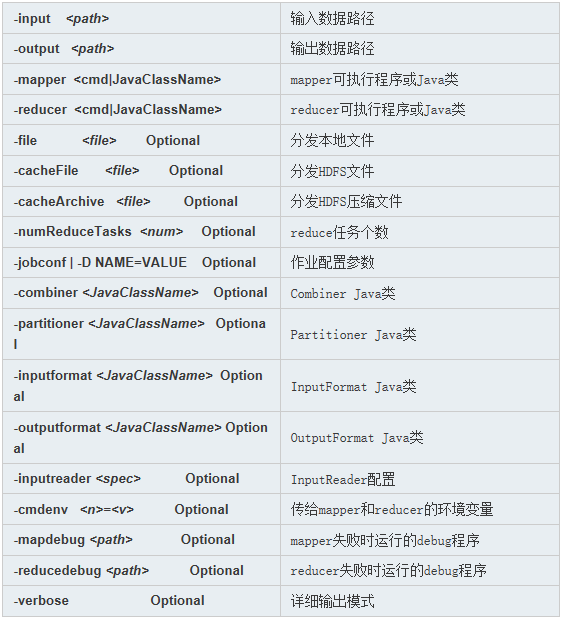 -input <path> 输入数据路径
-output <path> 输出数据路径
-mapper <cmd|JavaClassName> mapper可执行程序或Java类
-reducer <cmd|JavaClassName> reducer可执行程序或Java类
-file <file> Optional 分发本地文件
-cacheFile <file> Optional 分发HDFS文件
-cacheArchive <file> Optional 分发HDFS压缩文件
-numReduceTasks <num> Optional reduce任务个数
-jobconf | -D NAME=VALUE Optional 作业配置参数
-combiner <JavaClassName> Optional Combiner Java类
-partitioner <JavaClassName> Optiona
l
Partitioner Java类
-inputformat <JavaClassName> Option
al
InputFormat Java类
-outputformat <JavaClassName> Option
al
OutputFormat Java类
-inputreader <spec> Optional InputReader配置
-cmdenv <n>=<v> Optional 传给mapper和reducer的环境变量
-mapdebug <path> Optional mapper失败时运行的debug程序
-reducedebug <path> Optional reducer失败时运行的debug程序
-verbose Optional 详细输出模式